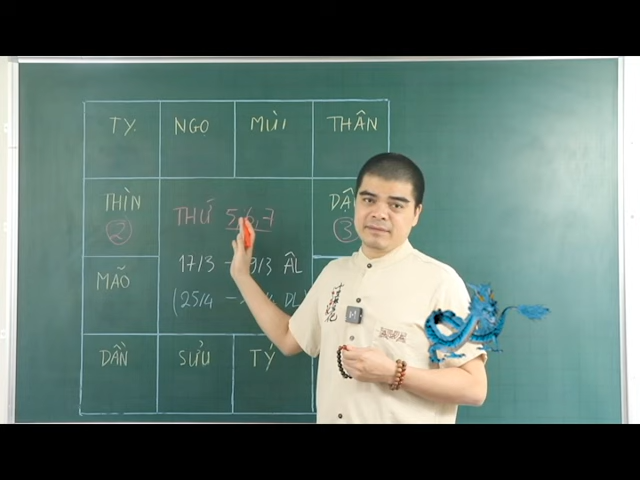 TỴ NGO MÙI THÂN
THÌN
2
THỨ 5,6,7
3
MÃO
17/3 – 9/3 ÂL
(25/4 – DL)
DẦN SỬU TÝ